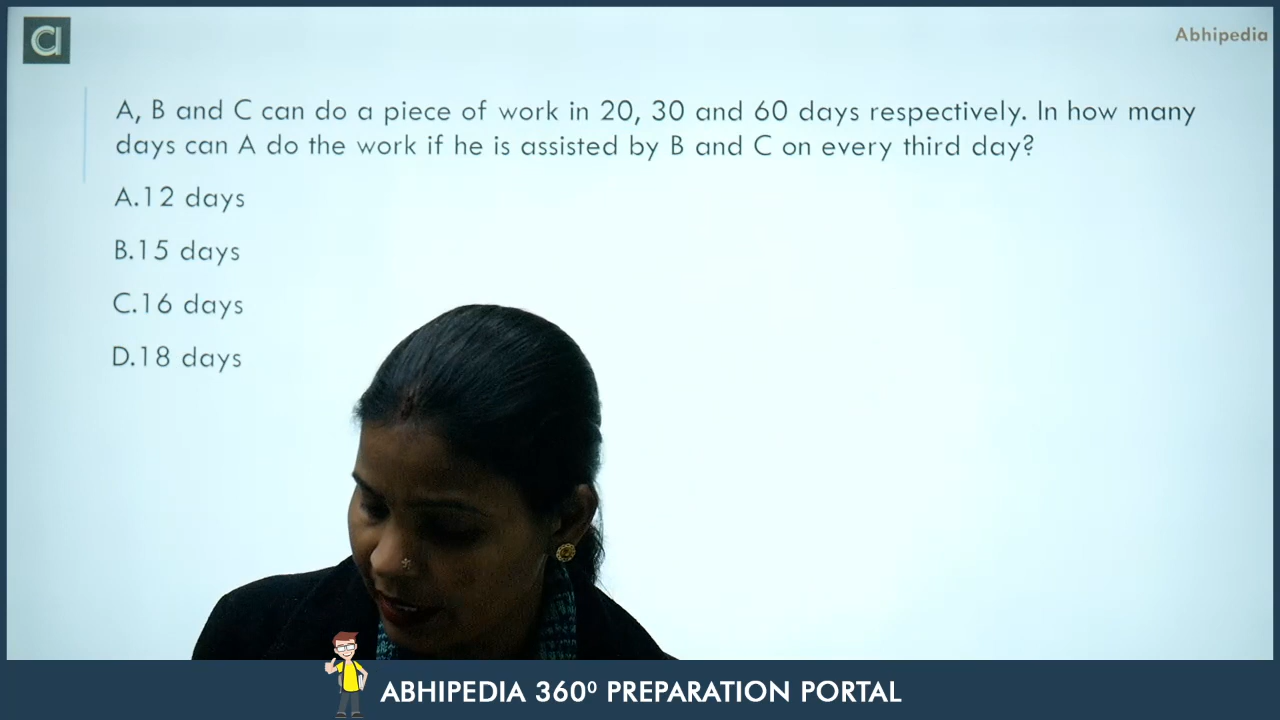 a
Abhipedia
A, B and C can do a piece of work in 20, 30 and 60 days respectively. In how many
days can A do the work if he is assisted by B and C on every third day?
A.12 days
B.15 days
C.16 days
D.18 days
ABHIPEDIA 360⁰ PREPARATION PORTAL